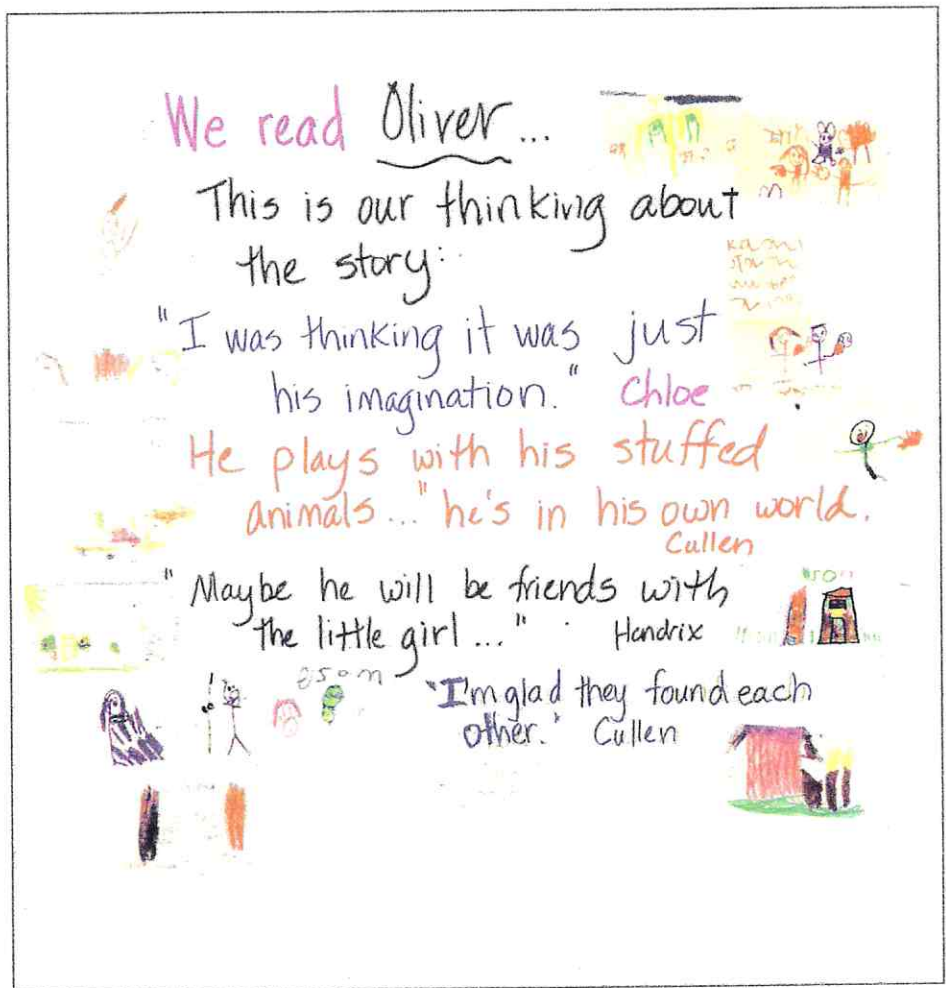 We read Oliver...
This is our thinking about
the story:
"I was thinking it was just
his imagination." Chloe
He plays with his stuffed
animals..." he's in his own world.
Cullen
"Maybe he will be friends with
the little girl..." Hendrix
"I'm glad they found each
other." Cullen